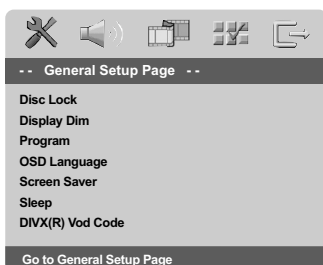 - -  General Setup Page  - -
Disc Lock
Display Dim
Program
OSD Language
Screen Saver
Sleep
DIVX(R) Vod Code
Go to General Setup Page